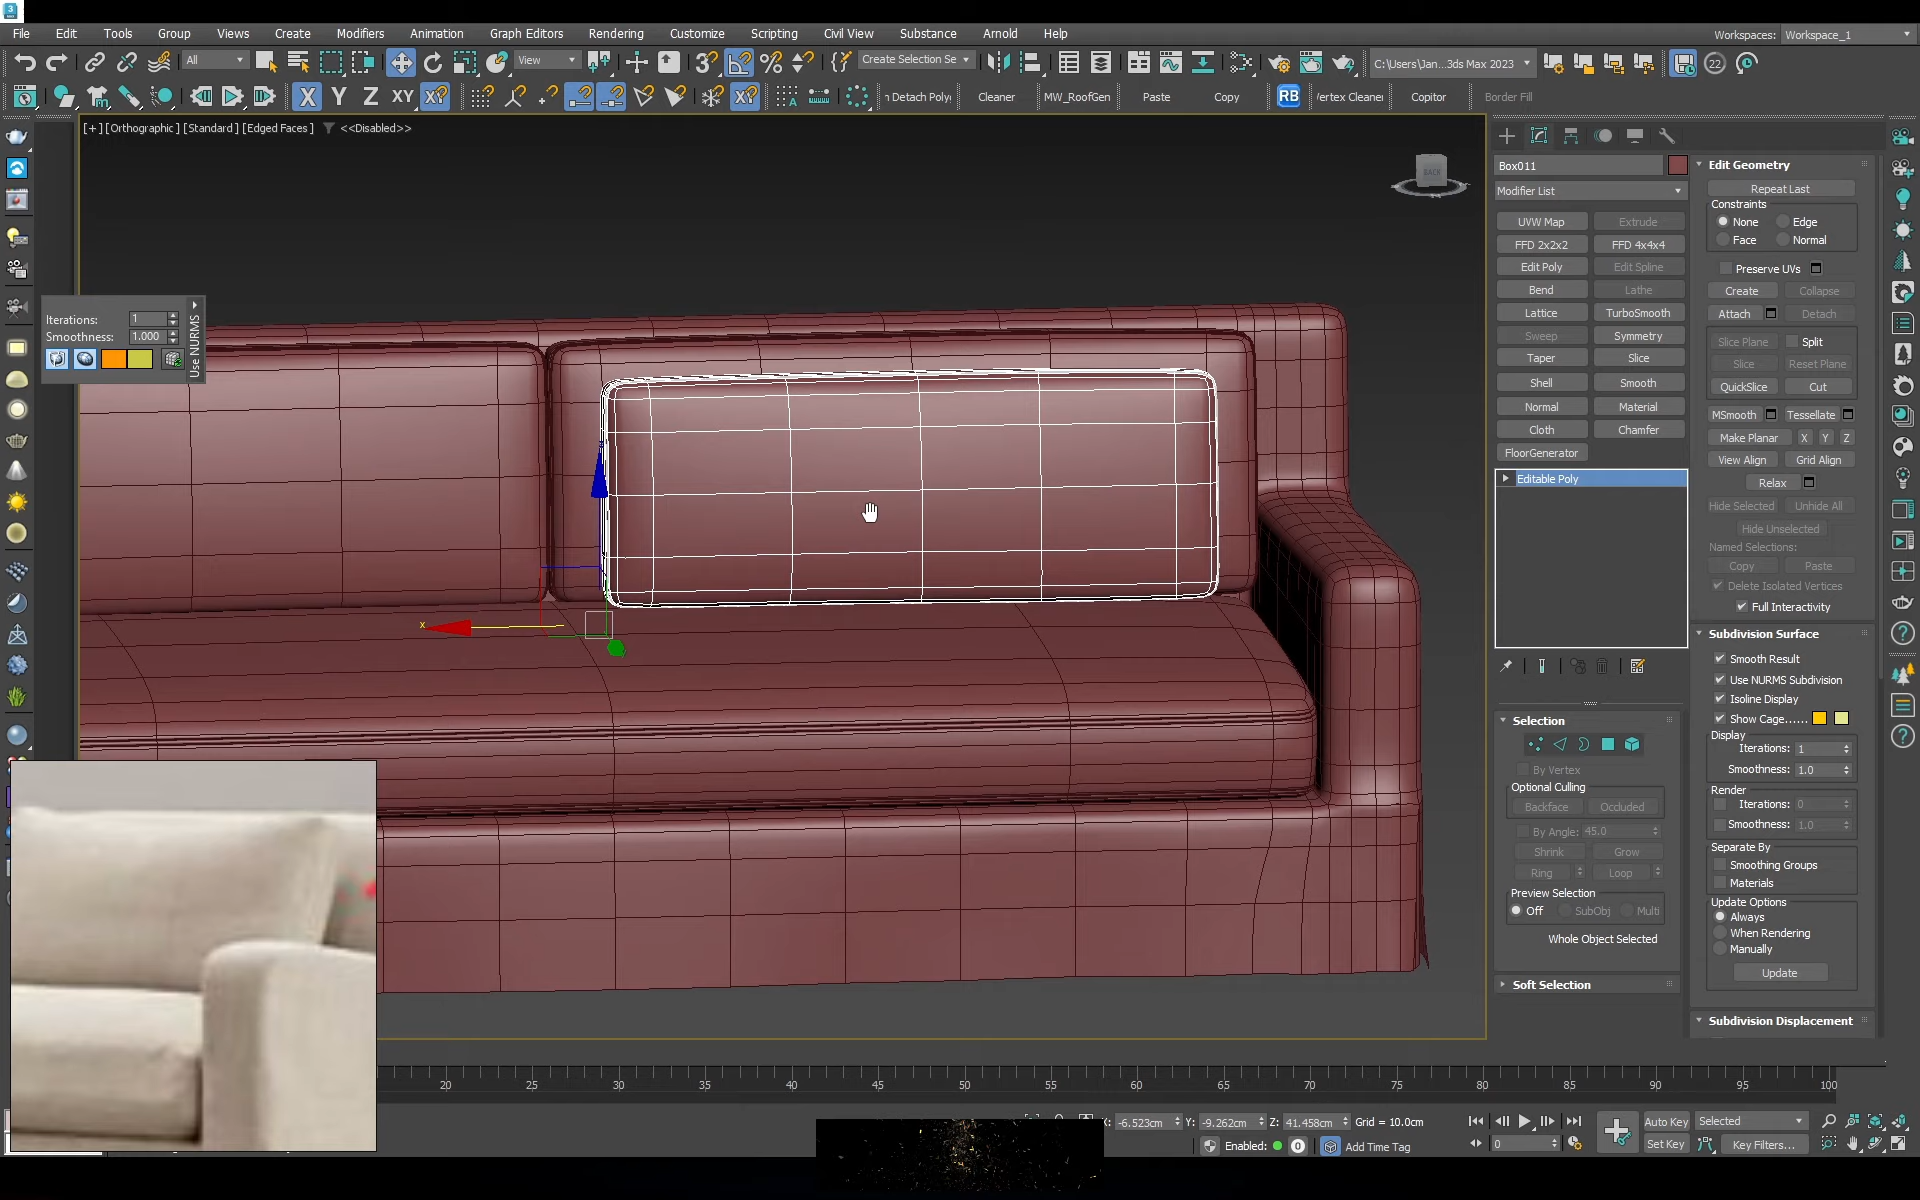 File Edit Tools Group Views Create Modifiers Animation Graph Editors Rendering Customize Scripting Civil View Substance Arnold Help
Workspaces: Workspace_1
All
View
Create Selection Se
C:\Users\Jan...3ds Max 2023
22
X Y Z XY XY
n Detach Poly Cleaner MW_RoofGen Paste Copy RB Vertex Cleaner Copitor Border Fill
[+] [Orthographic] [Standard] [Edged Faces] <<Disabled>>
BACK
Iterations: 1
Smoothness: 1.000
Use NURMS
x
Box011
Modifier List
UVW Map Extrude
FFD 2x2x2 FFD 4x4x4
Edit Poly Edit Spline
Bend Lathe
Lattice TurboSmooth
Sweep Symmetry
Taper Slice
Shell Smooth
Normal Material
Cloth Chamfer
FloorGenerator
Editable Poly
Selection
By Vertex
Optional Culling
Backface Occluded
By Angle: 45.0
Shrink Grow
Ring Loop
Preview Selection
Off SubObj Multi
Whole Object Selected
Soft Selection
Edit Geometry
Repeat Last
Constraints
None Edge
Face Normal
Preserve UVs
Create Collapse
Attach Detach
Slice Plane Split
Slice Reset Plane
QuickSlice Cut
MSmooth Tessellate
Make Planar X Y Z
View Align Grid Align
Relax
Hide Selected Unhide All
Hide Unselected
Named Selections:
Copy Paste
Delete Isolated Vertices
Full Interactivity
Subdivision Surface
Smooth Result
Use NURMS Subdivision
Isoline Display
Show Cage......
Display
Iterations: 1
Smoothness: 1.0
Render
Iterations: 0
Smoothness: 1.0
Separate By
Smoothing Groups
Materials
Update Options
Always
When Rendering
Manually
Update
Subdivision Displacement
20 25 30 35 40 45 50 55 60 65 70 75 80 85 90 95 100
X: -6.523cm Y: -9.262cm Z: 41.458cm Grid = 10.0cm
Enabled: 0 Add Time Tag
0
Auto Key Selected
Set Key Key Filters...